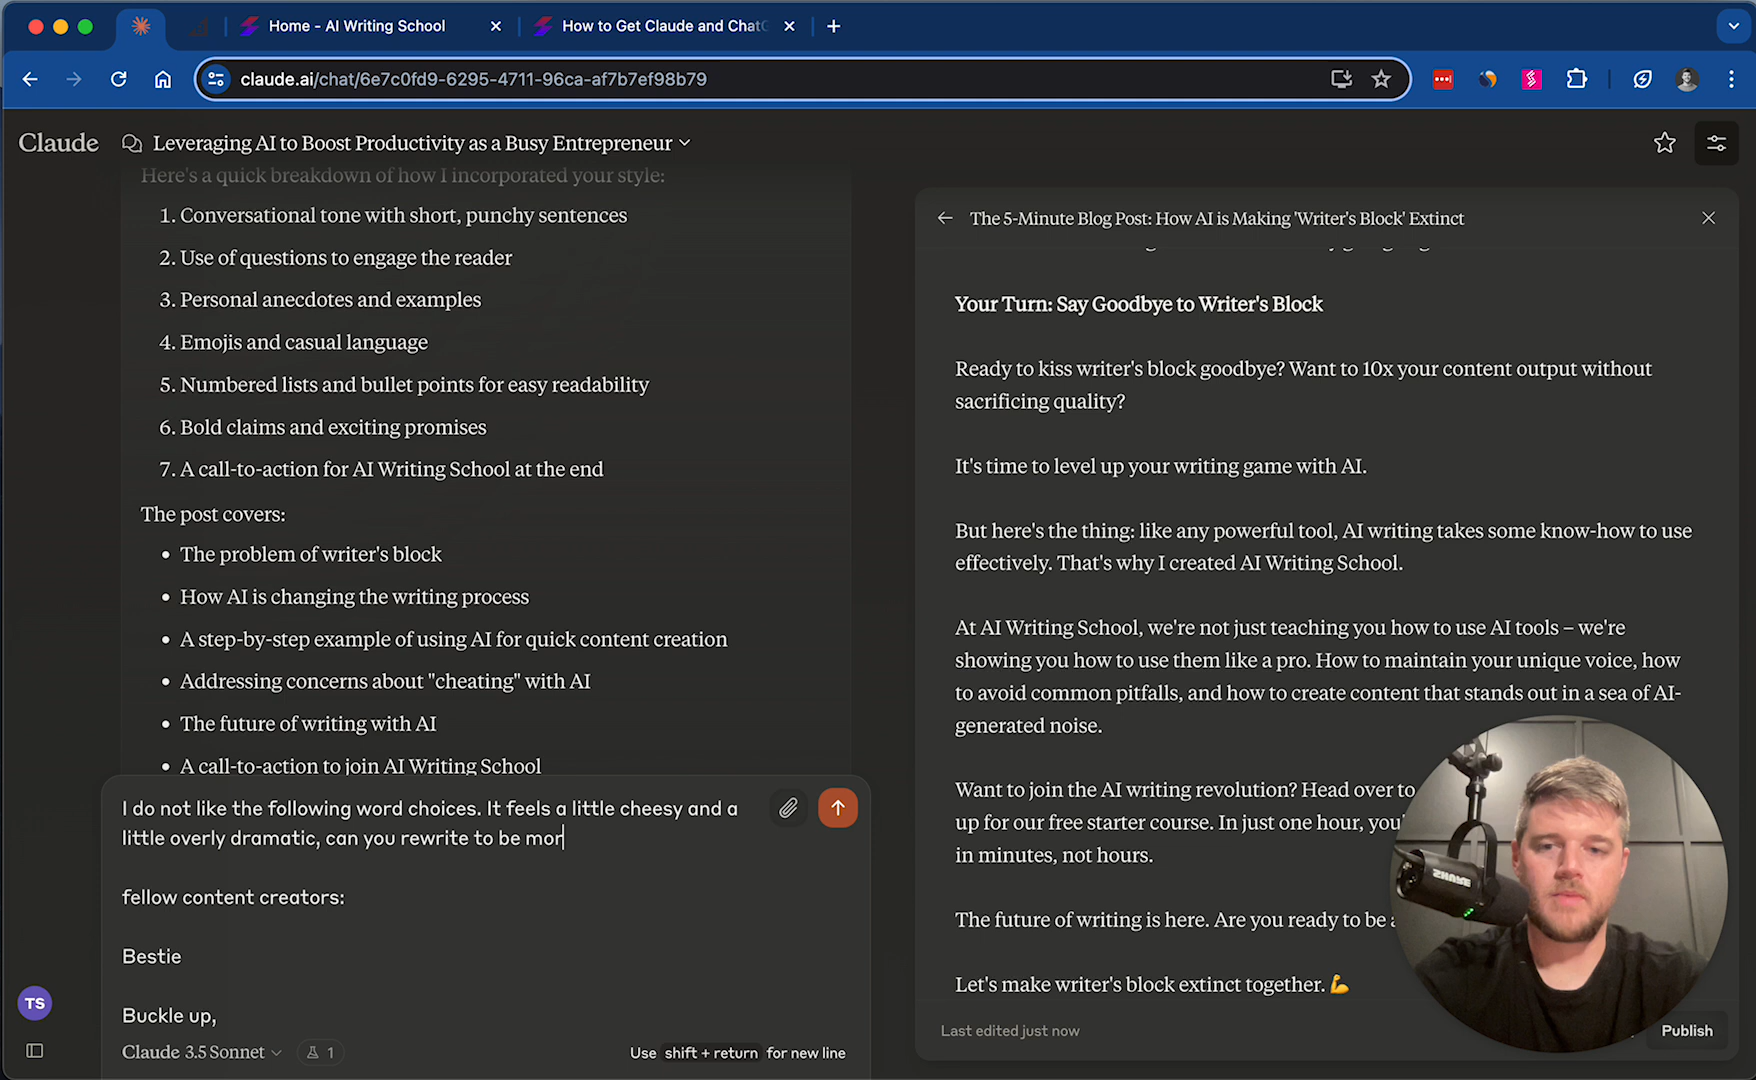 Home - AI Writing School
How to Get Claude and Chat
claude.ai/chat/6e7c0fd9-6295-4711-96ca-af7b7ef98b79
Claude
Leveraging AI to Boost Productivity as a Busy Entrepreneur
Here's a quick breakdown of how I incorporated your style:
1. Conversational tone with short, punchy sentences
2. Use of questions to engage the reader
3. Personal anecdotes and examples
4. Emojis and casual language
5. Numbered lists and bullet points for easy readability
6. Bold claims and exciting promises
7. A call-to-action for AI Writing School at the end
The post covers:
• The problem of writer's block
• How AI is changing the writing process
• A step-by-step example of using AI for quick content creation
• Addressing concerns about "cheating" with AI
• The future of writing with AI
• A call-to-action to join AI Writing School
I do not like the following word choices. It feels a little cheesy and a
little overly dramatic, can you rewrite to be mor
fellow content creators:
Bestie
Buckle up,
Claude 3.5 Sonnet
1
Use shift + return for new line
TS
The 5-Minute Blog Post: How AI is Making 'Writer's Block' Extinct
Your Turn: Say Goodbye to Writer's Block
Ready to kiss writer's block goodbye? Want to 10x your content output without
sacrificing quality?
It's time to level up your writing game with AI.
But here's the thing: like any powerful tool, AI writing takes some know-how to use
effectively. That's why I created AI Writing School.
At AI Writing School, we're not just teaching you how to use AI tools – we're
showing you how to use them like a pro. How to maintain your unique voice, how
to avoid common pitfalls, and how to create content that stands out in a sea of AI-
generated noise.
Want to join the AI writing revolution? Head over to
up for our free starter course. In just one hour, you'
in minutes, not hours.
The future of writing is here. Are you ready to be a
Let's make writer's block extinct together. 💪
Last edited just now
Publish
SHURE